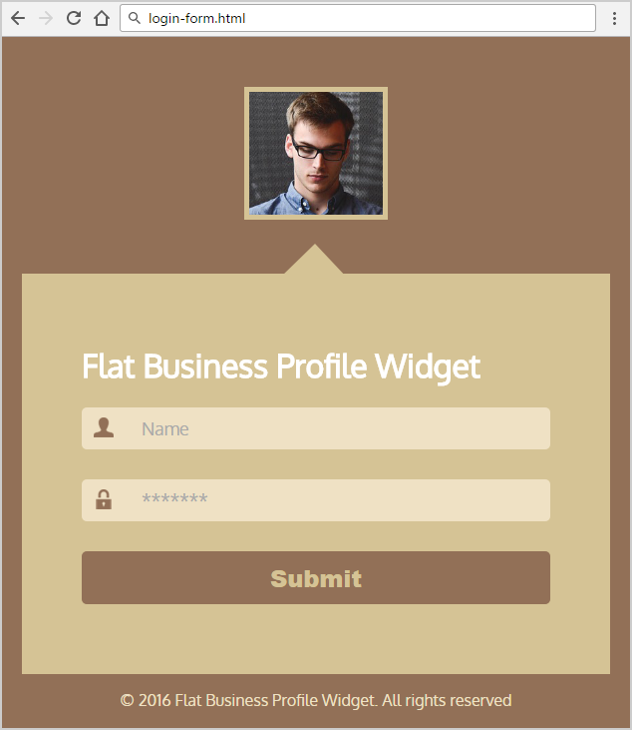 login-form.html
Flat Business Profile Widget
Name
*******
Submit
© 2016 Flat Business Profile Widget. All rights reserved